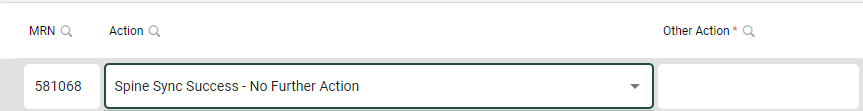 MRN Action Other Action *
581068 Spine Sync Success - No Further Action